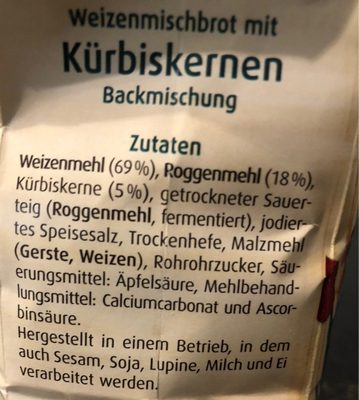 Weizenmischbrot mit
Kürbiskernen
Backmischung
Zutaten
Weizenmehl (69%), Roggenmehl (18%),
Kürbiskerne (5%), getrockneter Sauer-
teig (Roggenmehl, fermentiert), jodier-
tes Speisesalz, Trockenhefe, Malzmehl
(Gerste, Weizen), Rohrohrzucker, Säu-
erungsmittel: Äpfelsäure, Mehlbehand-
lungsmittel: Calciumcarbonat und Ascor-
binsäure.
Hergestellt in einem Betrieb, in dem
auch Sesam, Soja, Lupine, Milch und Ei
verarbeitet werden.